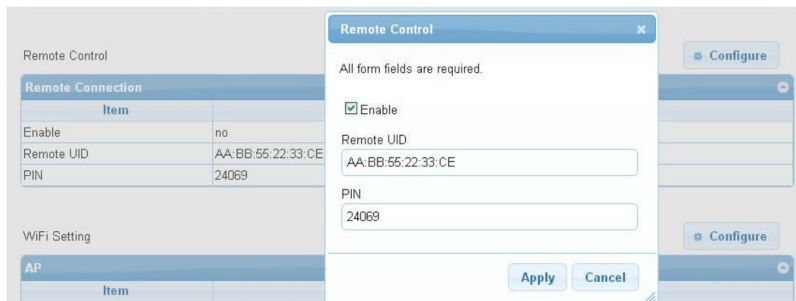 Remote Control
Configure
Remote Connection
Item
Enable no
Remote UID AA:BB:55:22:33:CE
PIN 24069
WiFi Setting
Configure
AP
Item
Remote Control
All form fields are required.
Enable
Remote UID
AA:BB:55:22:33:CE
PIN
24069
Apply Cancel